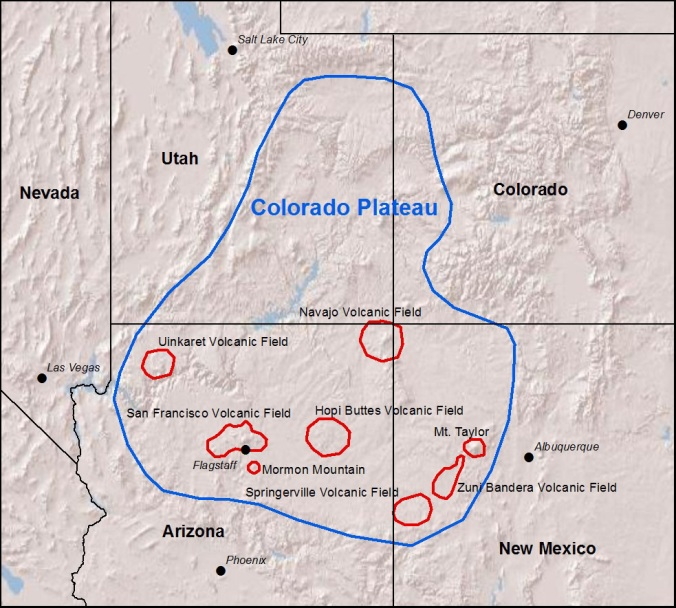 Salt Lake City
Denver
Utah
Nevada
Colorado
Colorado Plateau
Navajo Volcanic Field
Uinkaret Volcanic Field
Las Vegas
San Francisco Volcanic Field
Hopi Buttes Volcanic Field
Mt. Taylor
Albuquerque
Flagstaff
Mormon Mountain
Springerville Volcanic Field
Zuni Bandera Volcanic Field
Arizona
New Mexico
Phoenix